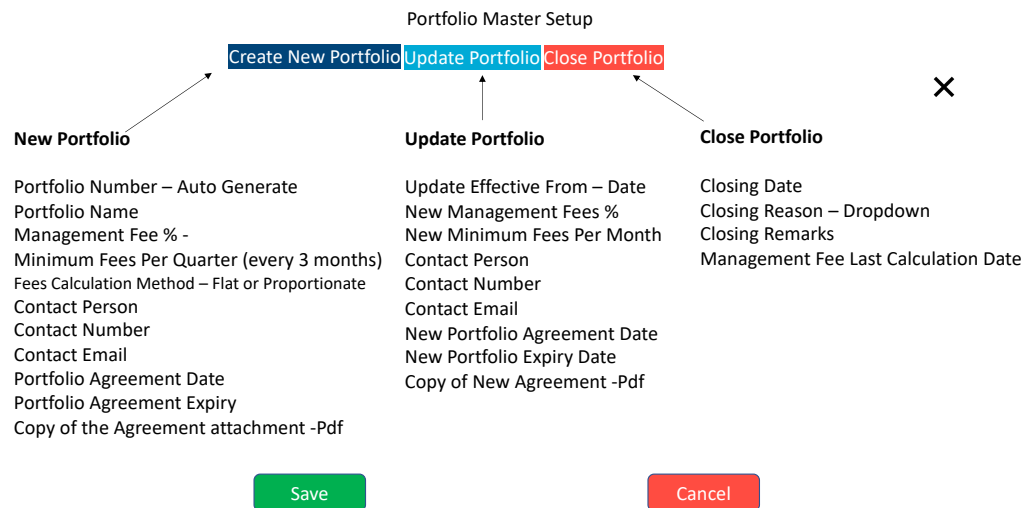 Portfolio Master Setup
Create New Portfolio Update Portfolio Close Portfolio
New Portfolio
Portfolio Number – Auto Generate
Portfolio Name
Management Fee % -
Minimum Fees Per Quarter (every 3 months)
Fees Calculation Method – Flat or Proportionate
Contact Person
Contact Number
Contact Email
Portfolio Agreement Date
Portfolio Agreement Expiry
Copy of the Agreement attachment -Pdf
Update Portfolio
Update Effective From – Date
New Management Fees %
New Minimum Fees Per Month
Contact Person
Contact Number
Contact Email
New Portfolio Agreement Date
New Portfolio Expiry Date
Copy of New Agreement -Pdf
Close Portfolio
Closing Date
Closing Reason – Dropdown
Closing Remarks
Management Fee Last Calculation Date
Save
Cancel